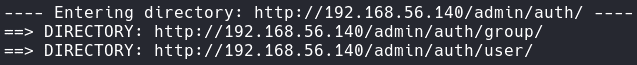 ---- Entering directory: http://192.168.56.140/admin/auth/ ----
==> DIRECTORY: http://192.168.56.140/admin/auth/group/
==> DIRECTORY: http://192.168.56.140/admin/auth/user/